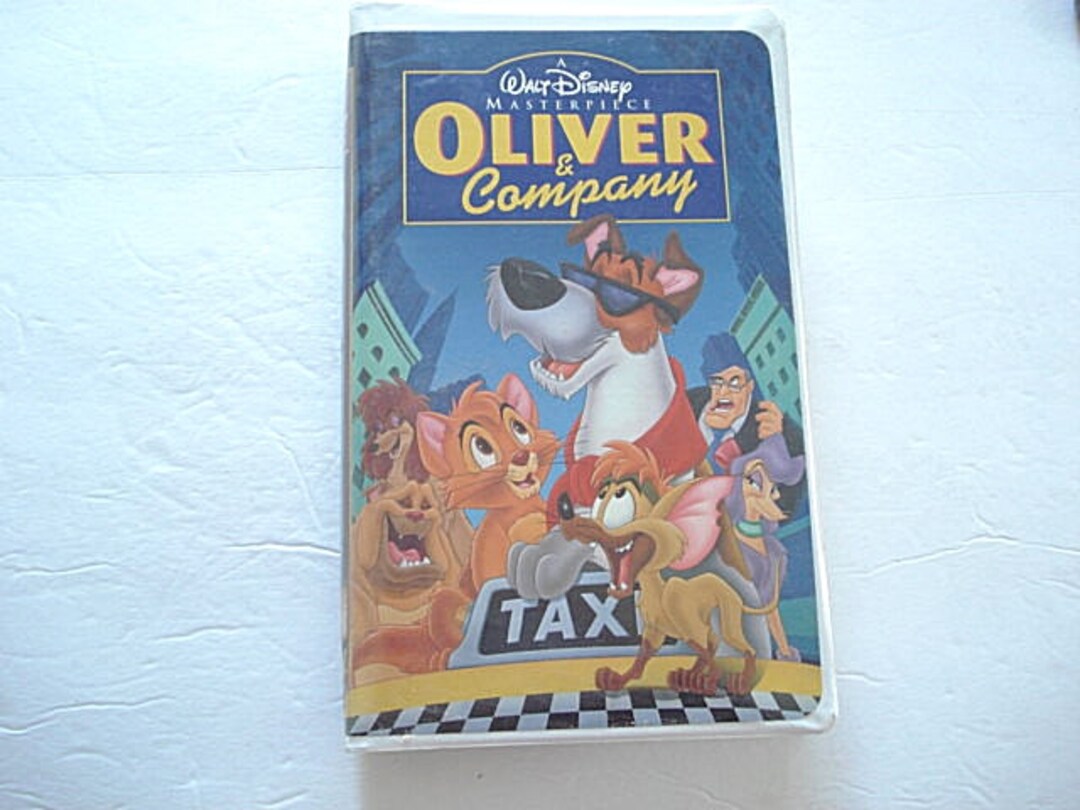 A
WALT DISNEY
MASTERPIECE
OLIVER
&
Company
TAXI